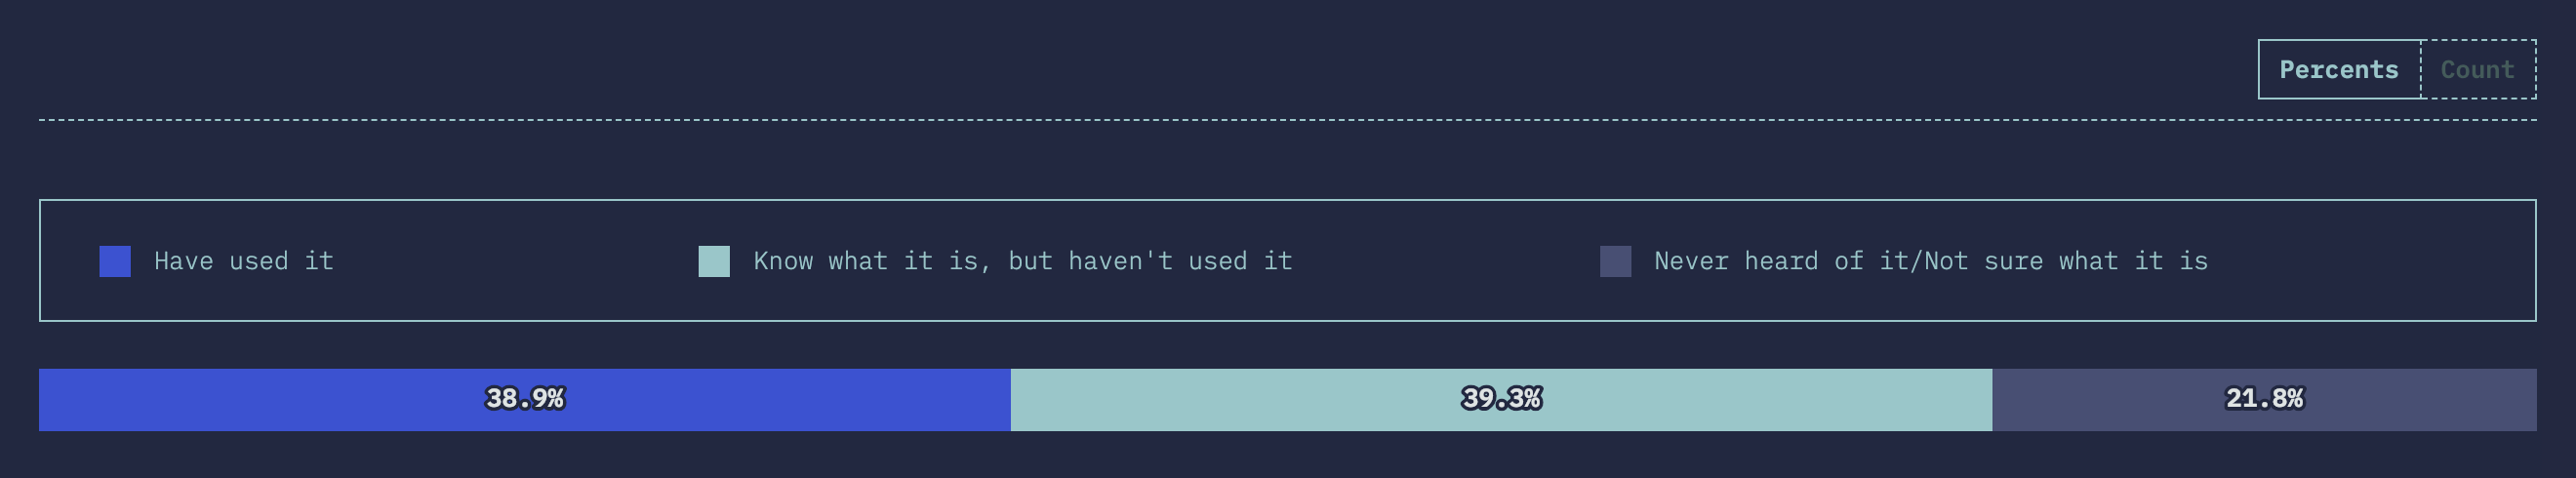 Percents Count
Have used it Know what it is, but haven't used it Never heard of it/Not sure what it is
38.9% 39.3% 21.8%